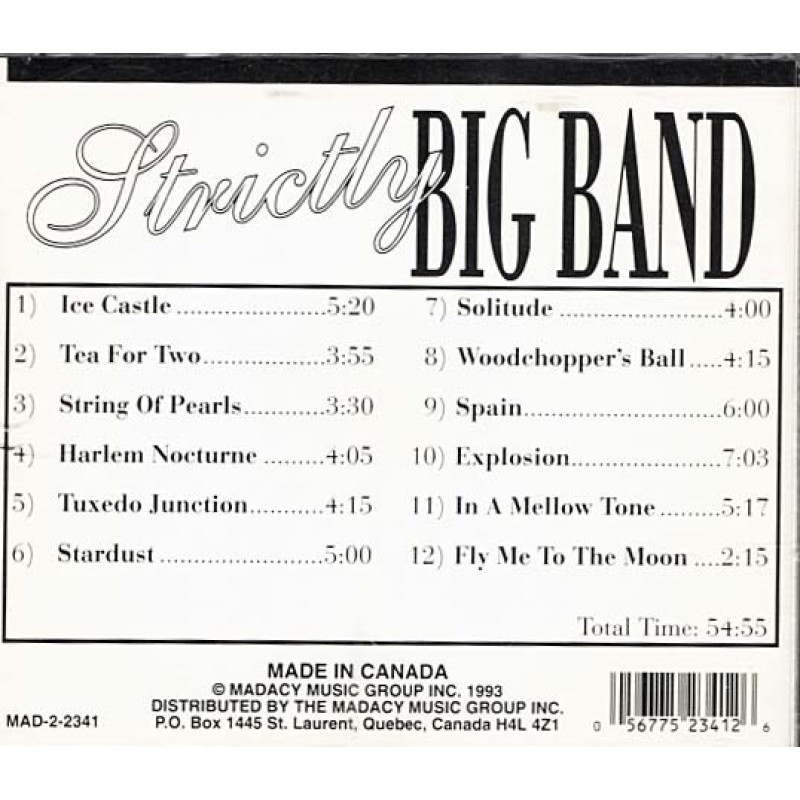 Strictly BIG BAND
1) Ice Castle......................5:20
2) Tea For Two..................3:55
3) String Of Pearls............3:30
4) Harlem Nocturne .........4:05
5) Tuxedo Junction...........4:15
6) Stardust ........................5:00
7) Solitude ........................4:00
8) Woodchopper's Ball .....4:15
9) Spain.............................6:00
10) Explosion......................7:03
11) In A Mellow Tone .........5:17
12) Fly Me To The Moon ....2:15
Total Time: 54:55
MADE IN CANADA
© MADACY MUSIC GROUP INC. 1993
DISTRIBUTED BY THE MADACY MUSIC GROUP INC.
P.O. Box 1445 St. Laurent, Quebec, Canada H4L 4Z1
MAD-2-2341
0 56775 23412 6